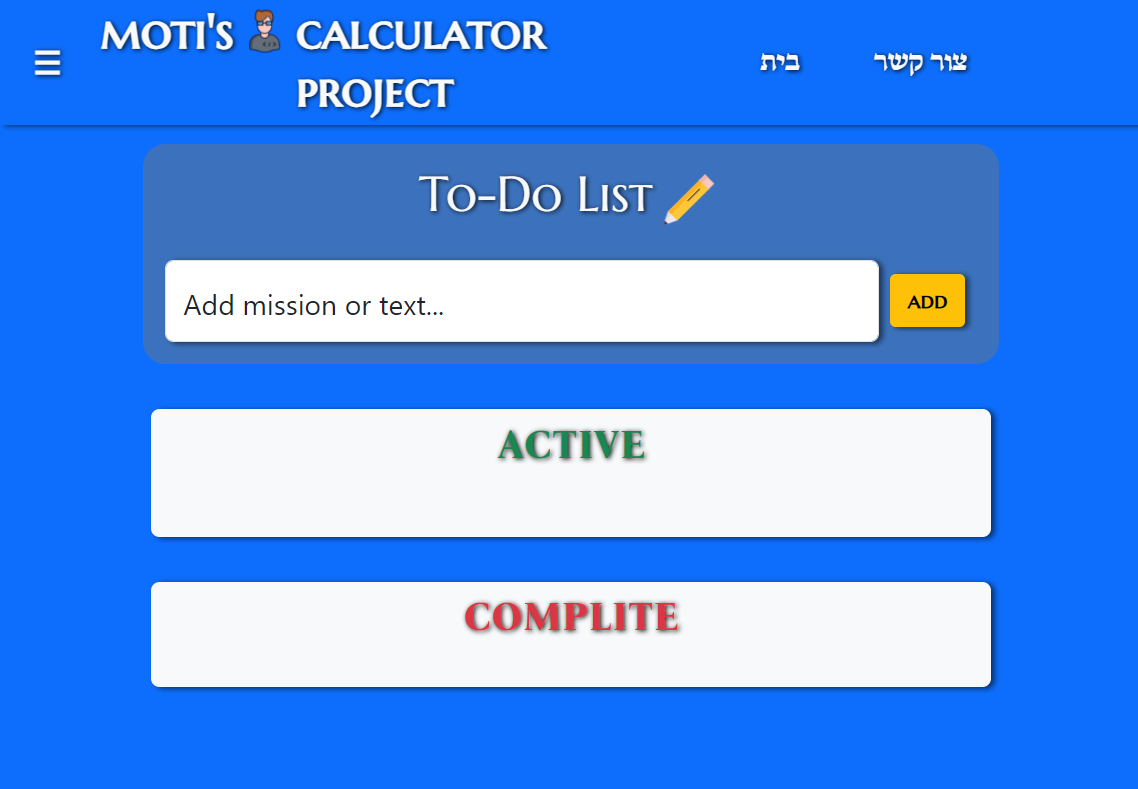 MOTI'S CALCULATOR
PROJECT
בית
צור קשר
To-Do List
Add mission or text...
ADD
ACTIVE
COMPLITE